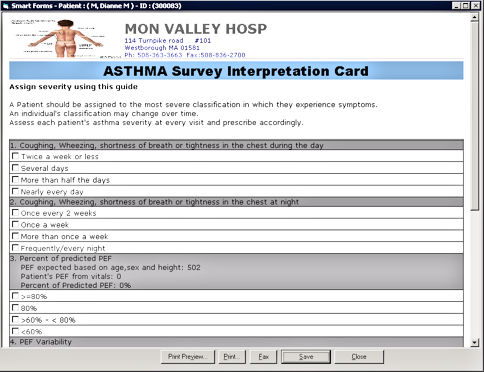 Smart Forms - Patient : ( M, Dianne M ) - ID : (300083)
MON VALLEY HOSP
114 Turnpike road #101
Westborough MA 01581
Ph: 508-363-3663 Fax:508-836-2700
ASTHMA Survey Interpretation Card
Assign severity using this guide
A Patient should be assigned to the most severe classification in which they experience symptoms.
An individual's classification may change over time.
Assess each patient's asthma severity at every visit and prescribe accordingly.
1. Coughing, Wheezing, shortness of breath or tightness in the chest during the day
Twice a week or less
Several days
More than half the days
Nearly every day
2. Coughing, Wheezing, shortness of breath or tightness in the chest at night
Once every 2 weeks
Once a week
More than once a week
Frequently/every night
3. Percent of predicted PEF
PEF expected based on age,sex and height: 502
Patient's PEF from vitals: 0
Percent of Predicted PEF: 0%
>=80%
80%
>60% - < 80%
<60%
4. PEF Variability
Print Preview... Print... Fax Save Close